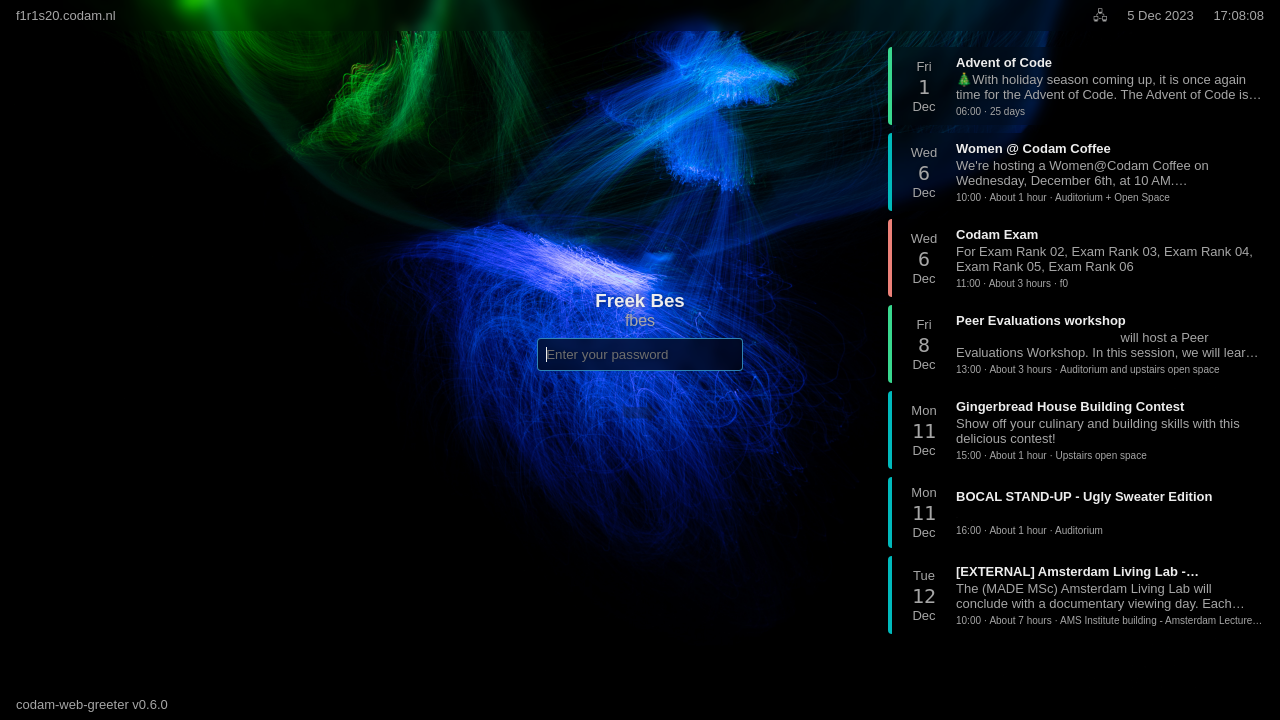 f1r1s20.codam.nl
5 Dec 2023 17:08:08
Fri
1
Dec
Advent of Code
🎄With holiday season coming up, it is once again
time for the Advent of Code. The Advent of Code is…
06:00 · 25 days
Wed
6
Dec
Women @ Codam Coffee
We're hosting a Women@Codam Coffee on
Wednesday, December 6th, at 10 AM.…
10:00 · About 1 hour · Auditorium + Open Space
Wed
6
Dec
Codam Exam
For Exam Rank 02, Exam Rank 03, Exam Rank 04,
Exam Rank 05, Exam Rank 06
11:00 · About 3 hours · f0
Fri
8
Dec
Peer Evaluations workshop
will host a Peer
Evaluations Workshop. In this session, we will lear…
13:00 · About 3 hours · Auditorium and upstairs open space
Mon
11
Dec
Gingerbread House Building Contest
Show off your culinary and building skills with this
delicious contest!
15:00 · About 1 hour · Upstairs open space
Mon
11
Dec
BOCAL STAND-UP - Ugly Sweater Edition
16:00 · About 1 hour · Auditorium
Tue
12
Dec
[EXTERNAL] Amsterdam Living Lab -…
The (MADE MSc) Amsterdam Living Lab will
conclude with a documentary viewing day. Each…
10:00 · About 7 hours · AMS Institute building - Amsterdam Lecture…
Freek Bes
fbes
Enter your password
codam-web-greeter v0.6.0